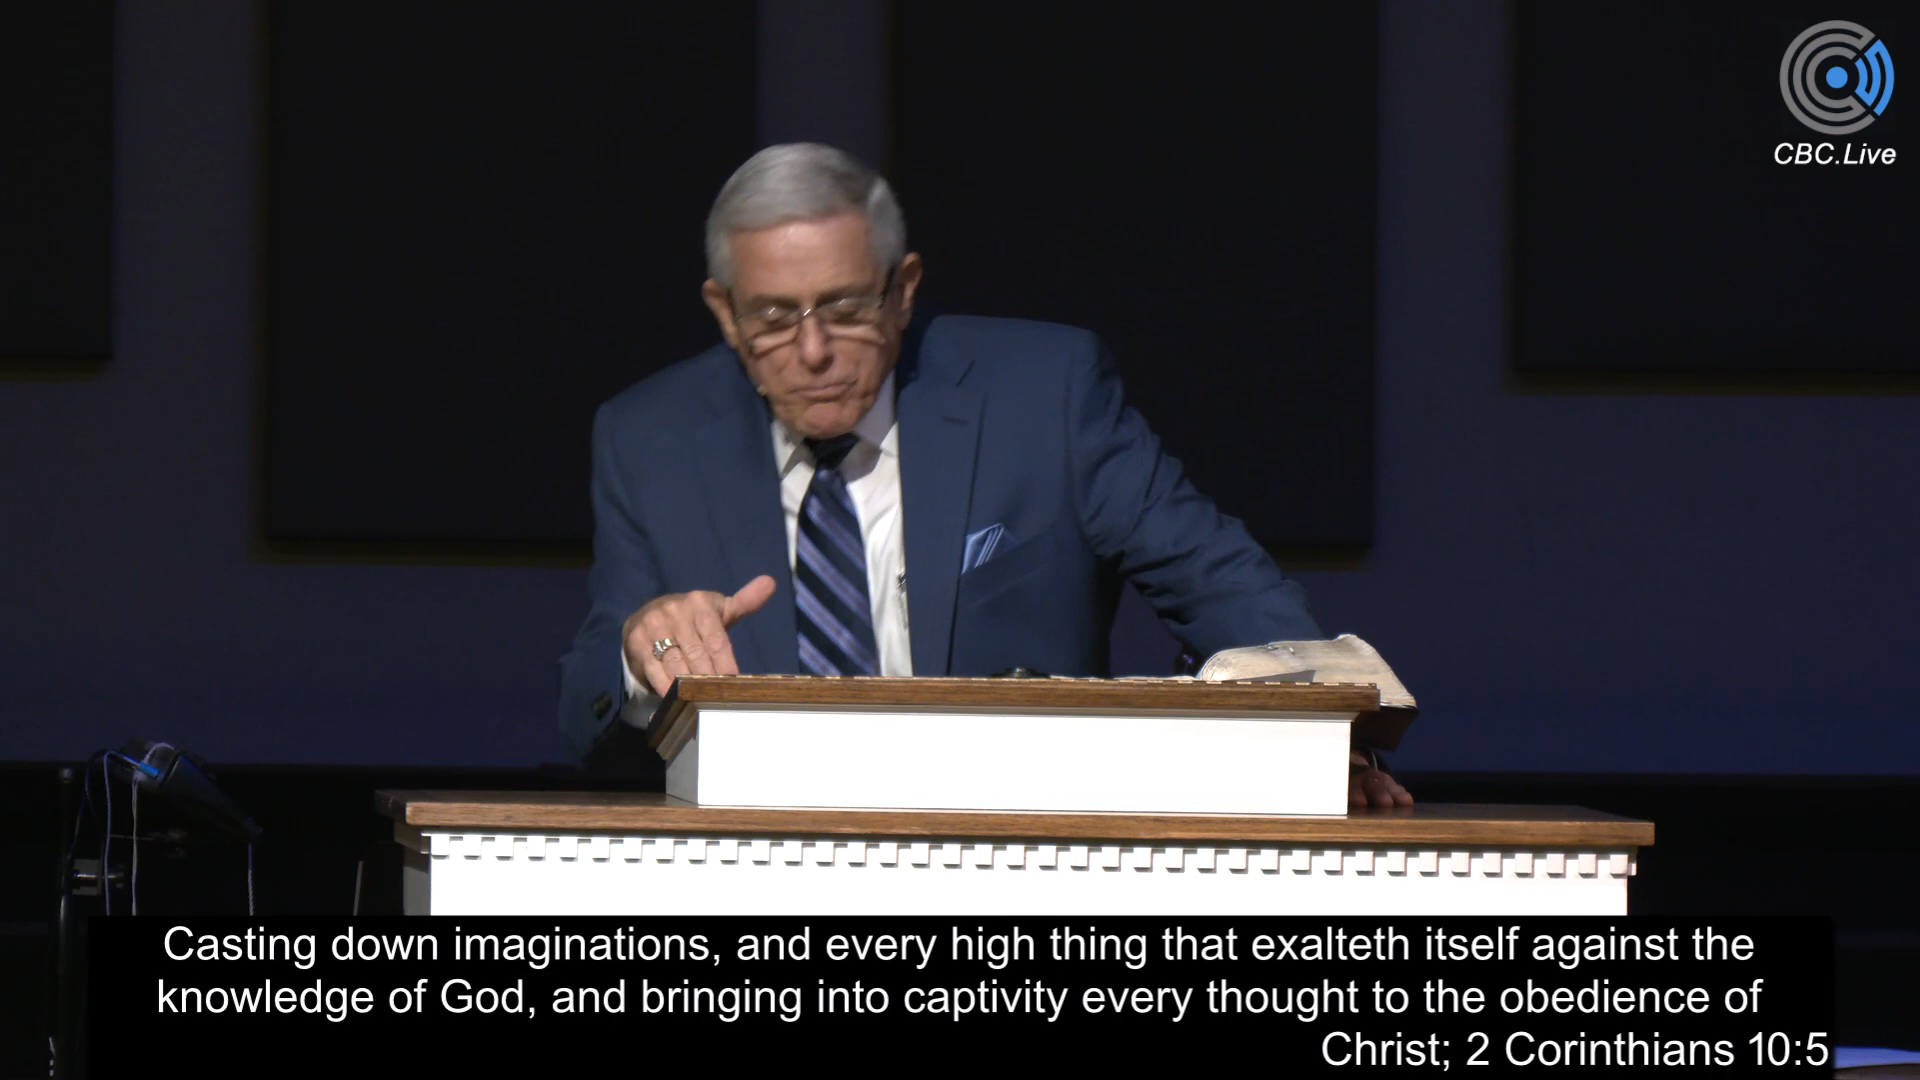 CBC.Live
Casting down imaginations, and every high thing that exalteth itself against the
knowledge of God, and bringing into captivity every thought to the obedience of
Christ; 2 Corinthians 10:5